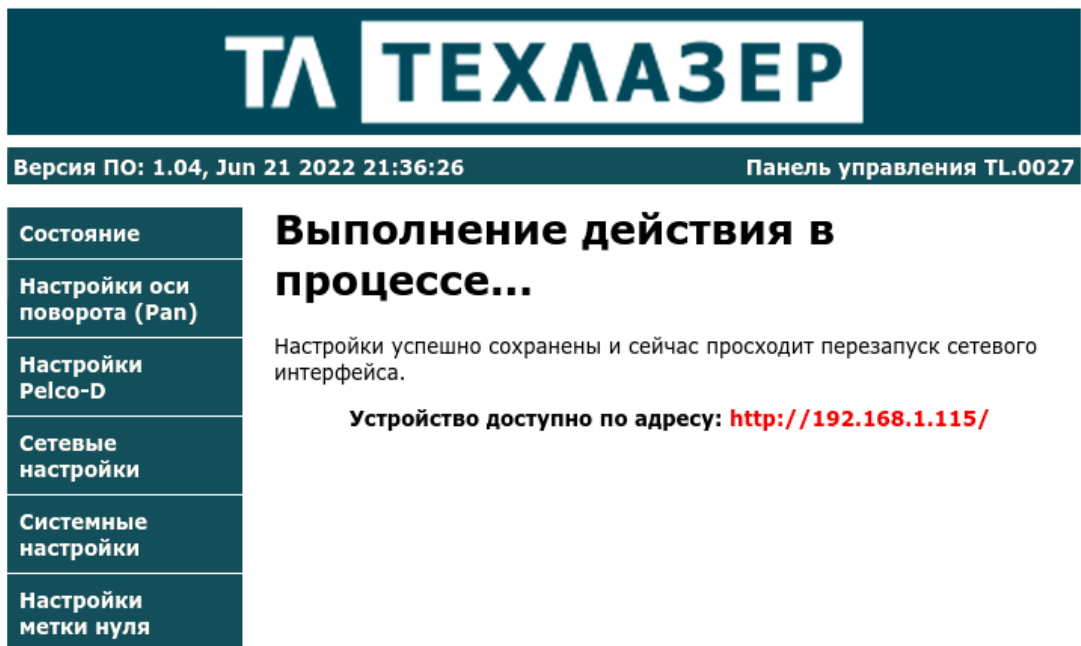 ТЛ ТЕХЛАЗЕР
Версия ПО: 1.04, Jun 21 2022 21:36:26
Панель управления TL.0027
Состояние
Настройки оси
поворота (Pan)
Настройки
Pelco-D
Сетевые
настройки
Системные
настройки
Настройки
метки нуля
Выполнение действия в
процессе...
Настройки успешно сохранены и сейчас просходит перезапуск сетевого
интерфейса.
Устройство доступно по адресу: http://192.168.1.115/